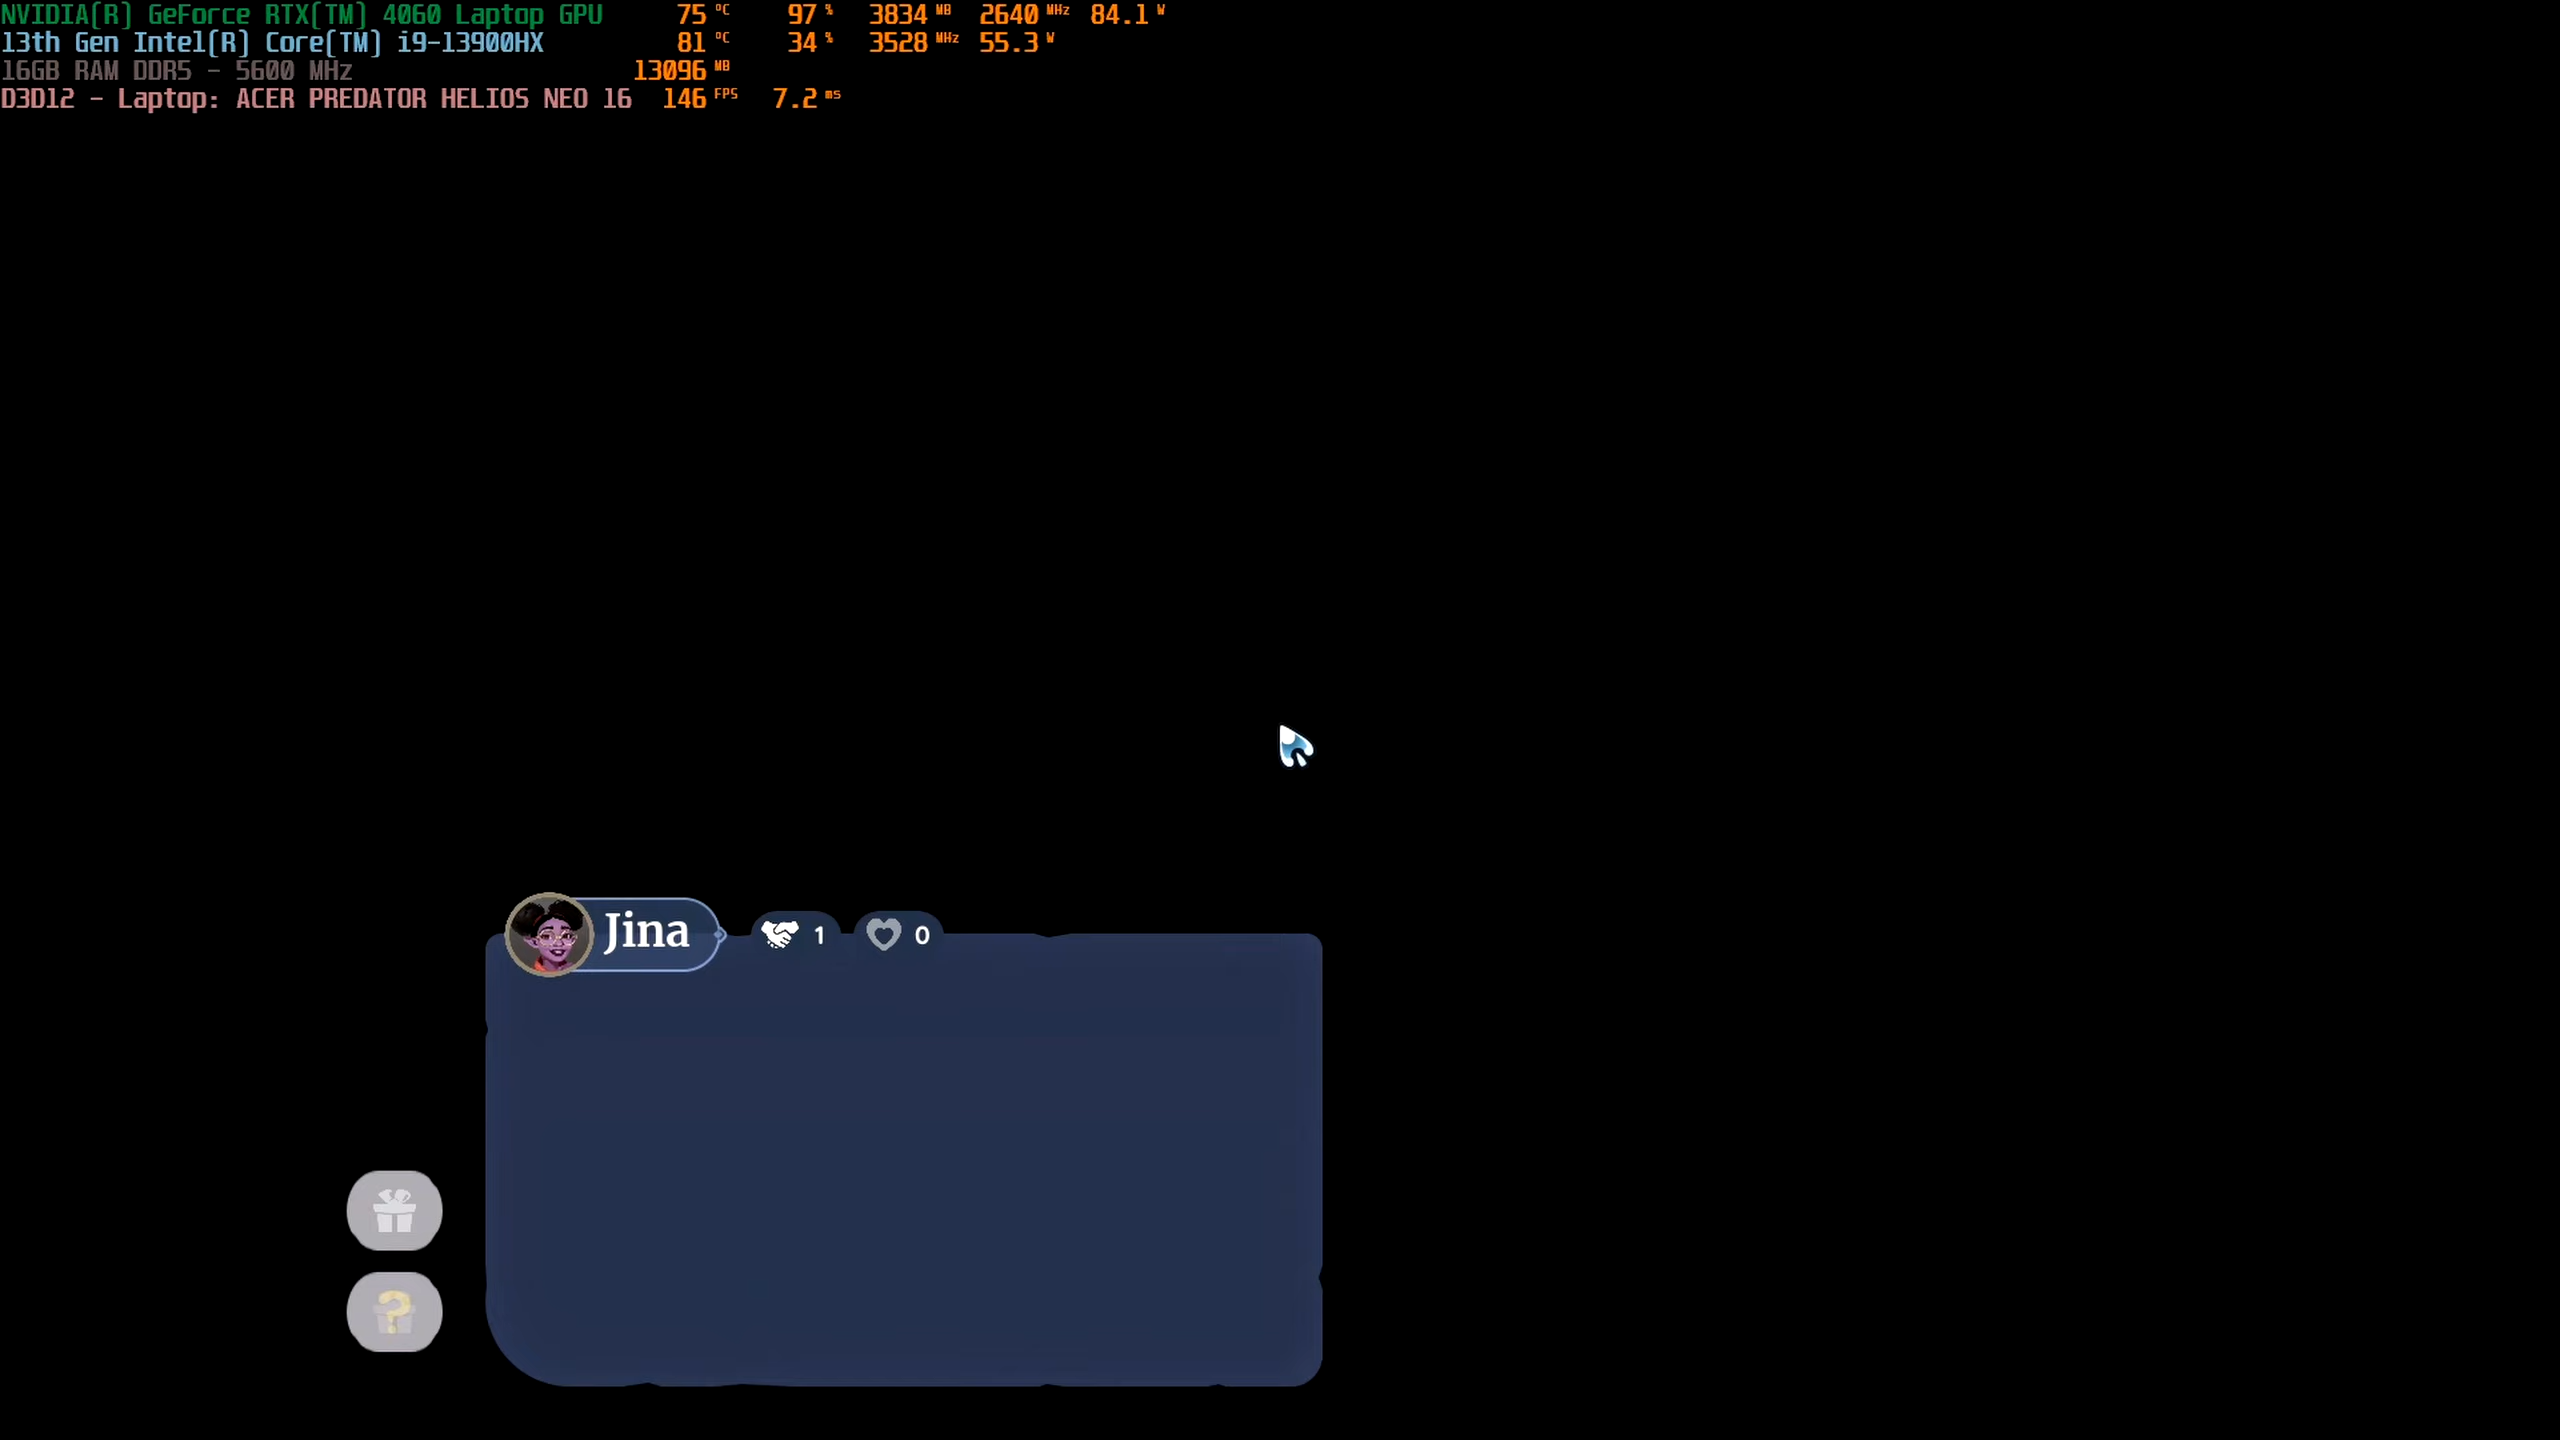 NVIDIA(R) GeForce RTX(TM) 4060 Laptop GPU 75 °C 97 % 3834 MB 2640 MHz 84.1 W
13th Gen Intel(R) Core(TM) i9-13900HX 81 °C 34 % 3528 MHz 55.3 W
16GB RAM DDR5 - 5600 MHz 13096 MB
D3D12 - Laptop: ACER PREDATOR HELIOS NEO 16 146 FPS 7.2 ms
Jina 1 0
?